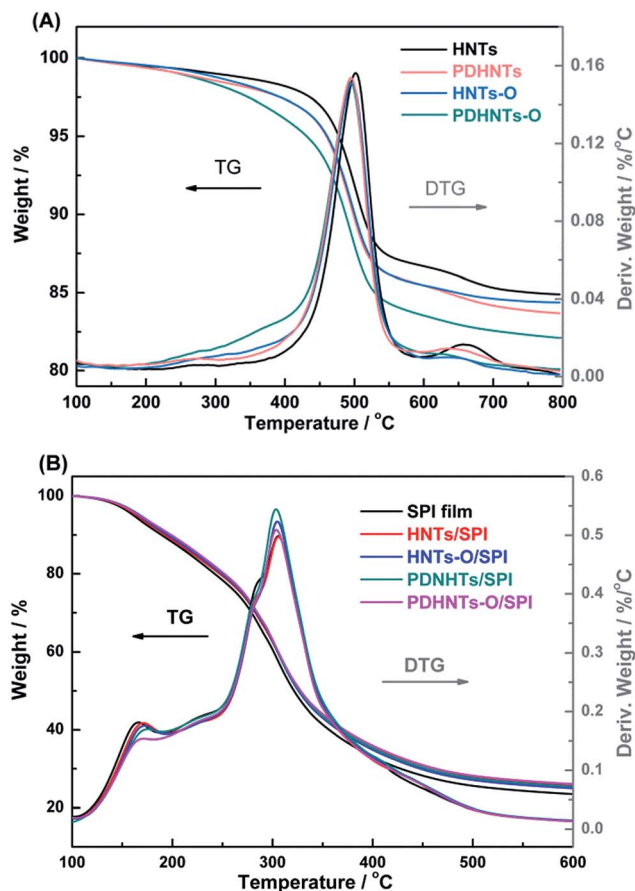 (A)
HNTs
PDHNTs
HNTs-O
PDHNTs-O
TG
DTG
Weight / %
100
95
90
85
80
Deriv. Weight / %/°C
0.16
0.12
0.08
0.04
0.00
100 200 300 400 500 600 700 800
Temperature / °C
(B)
SPI film
HNTs/SPI
HNTs-O/SPI
PDNHTs/SPI
PDHNTs-O/SPI
TG
DTG
Weight / %
100
80
60
40
20
Deriv. Weight / %/°C
0.6
0.5
0.4
0.3
0.2
0.1
0.0
100 200 300 400 500 600
Temperature / °C